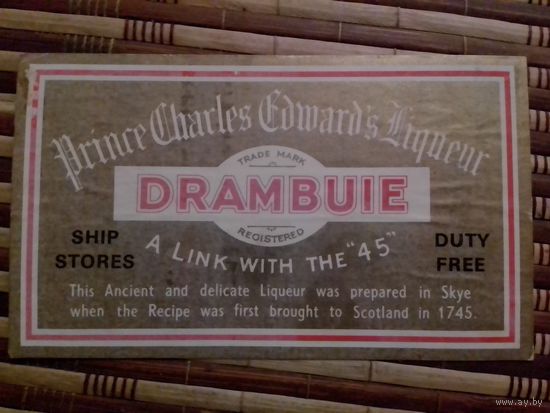 Prince Charles Edward's Liqueur
TRADE MARK
DRAMBUIE
REGISTERED
SHIP STORES
A LINK WITH THE "45"
DUTY FREE
This Ancient and delicate Liqueur was prepared in Skye
when the Recipe was first brought to Scotland in 1745.
www.ay.by